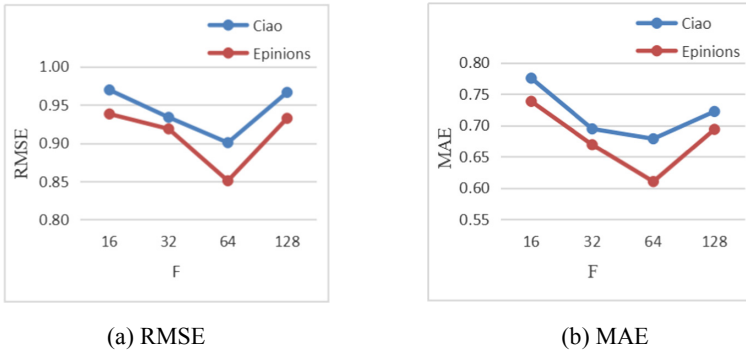 Ciao
Epinions
1.00
0.95
0.90
0.85
0.80
RMSE
16 32 64 128
F
(a) RMSE
Ciao
Epinions
0.80
0.75
0.70
0.65
0.60
0.55
MAE
16 32 64 128
F
(b) MAE